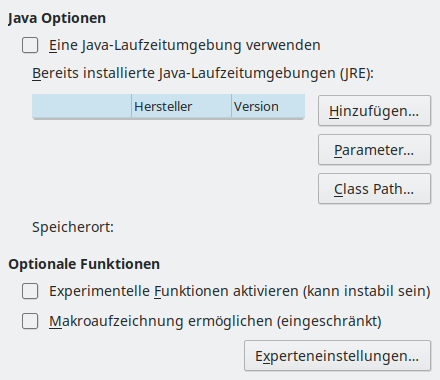 Java Optionen
Eine Java-Laufzeitumgebung verwenden
Bereits installierte Java-Laufzeitumgebungen (JRE):
Hersteller Version
Hinzufügen...
Parameter...
Class Path...
Speicherort:
Optionale Funktionen
Experimentelle Funktionen aktivieren (kann instabil sein)
Makroaufzeichnung ermöglichen (eingeschränkt)
Experteneinstellungen...